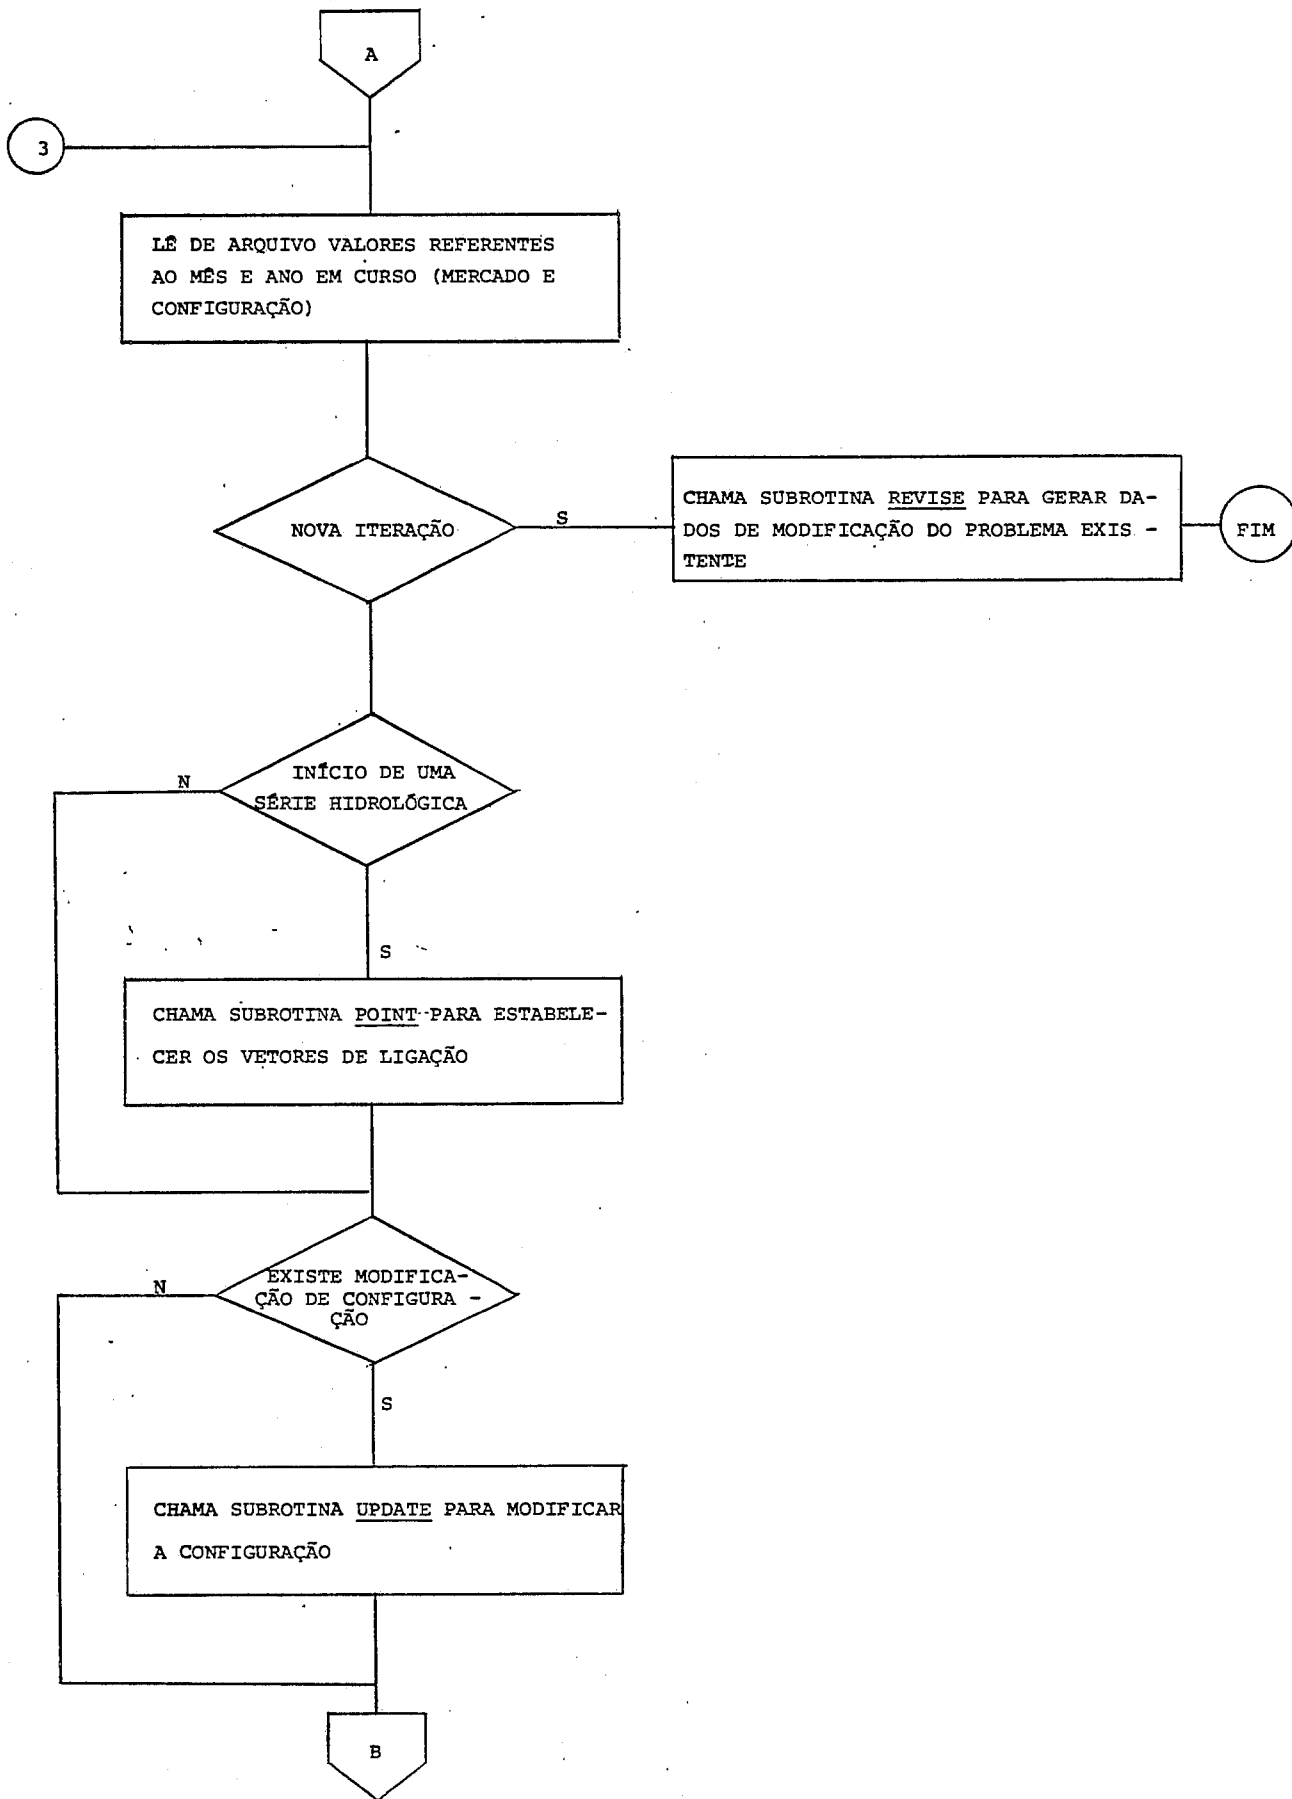 A
3
LÊ DE ARQUIVO VALORES REFERENTES
AO MÊS E ANO EM CURSO (MERCADO E
CONFIGURAÇÃO)
NOVA ITERAÇÃO
S
CHAMA SUBROTINA REVISE PARA GERAR DA-
DOS DE MODIFICAÇÃO DO PROBLEMA EXIS -
TENTE
FIM
N
INÍCIO DE UMA
SÉRIE HIDROLÓGICA
S
CHAMA SUBROTINA POINT PARA ESTABELE-
CER OS VETORES DE LIGAÇÃO
N
EXISTE MODIFICA-
ÇÃO DE CONFIGURA -
ÇÃO
S
CHAMA SUBROTINA UPDATE PARA MODIFICAR
A CONFIGURAÇÃO
B